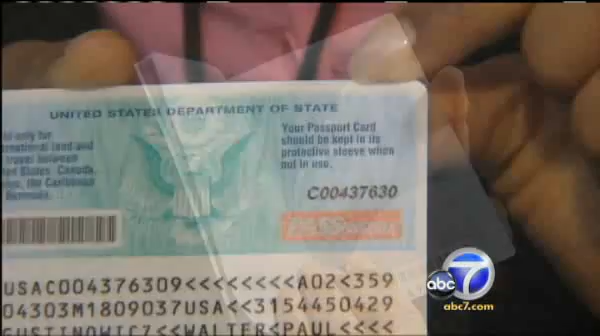 UNITED STATES DEPARTMENT OF STATE
only for
land and
travel between
States, Canada,
the Caribbean
Bermuda.
Your Passport Card
should be kept in its
protective sleeve when
not in use.
C00437630
USAC004376309<<<<<<<<A02<359
04303M1809037USA<<3154450429
<<WALTER<PAUL<<<<
abc 7
abc7.com